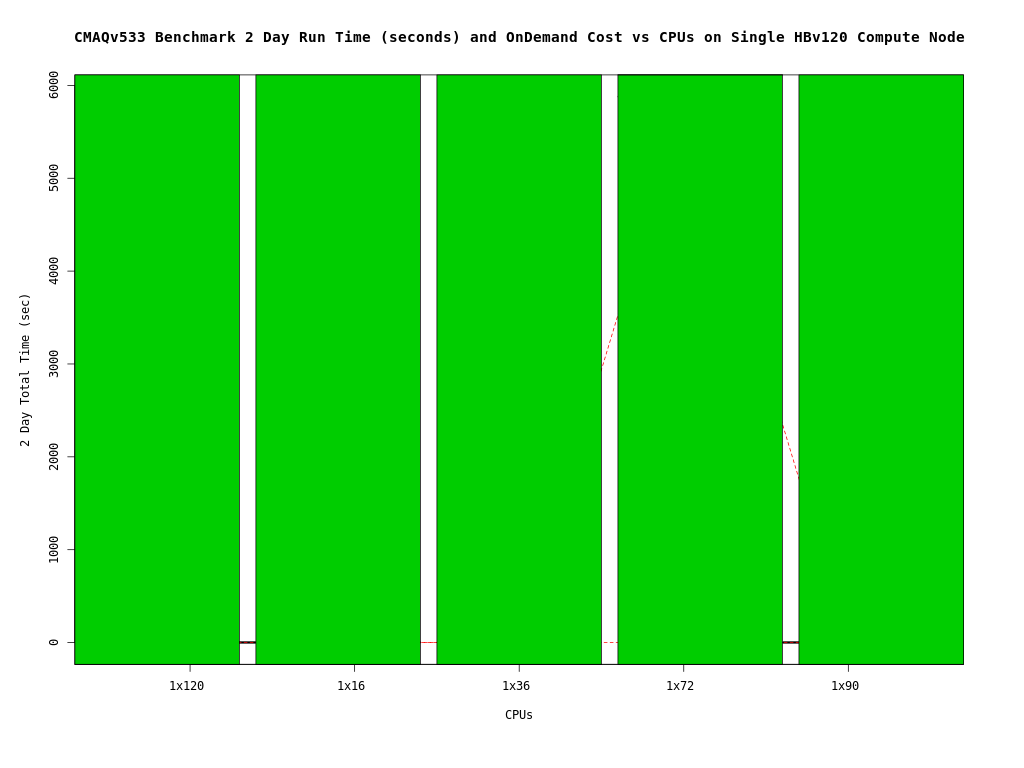 CMAQv533 Benchmark 2 Day Run Time (seconds) and OnDemand Cost vs CPUs on Single HBv120 Compute Node
6000
5000
4000
3000
2000
1000
0
2 Day Total Time (sec)
1x120 1x16 1x36 1x72 1x90
CPUs